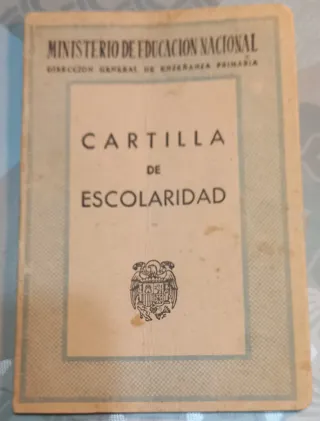 MINISTERIO DE EDUCACION NACIONAL
DIRECCION GENERAL DE ENSEÑANZA PRIMARIA
CARTILLA
DE
ESCOLARIDAD